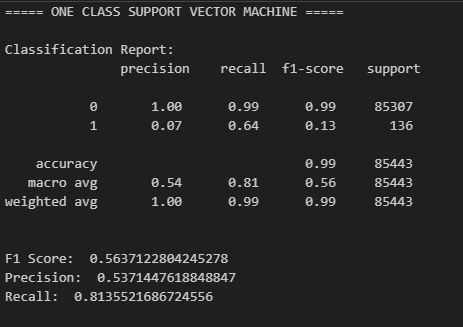 ===== ONE CLASS SUPPORT VECTOR MACHINE =====
Classification Report:
precision recall f1-score support
0 1.00 0.99 0.99 85307
1 0.07 0.64 0.13 136
accuracy 0.99 85443
macro avg 0.54 0.81 0.56 85443
weighted avg 1.00 0.99 0.99 85443
F1 Score: 0.5637122804245278
Precision: 0.5371447618848847
Recall: 0.8135521686724556